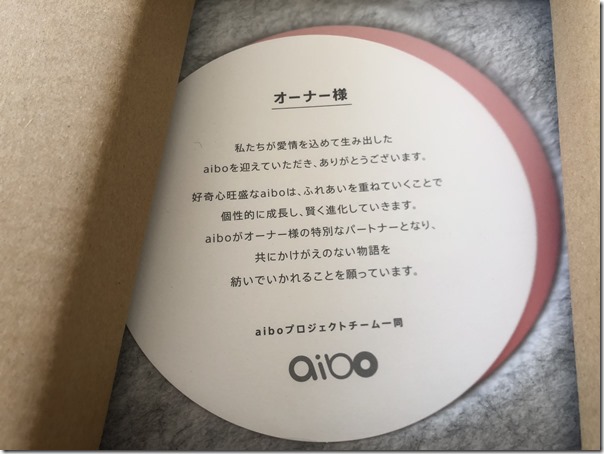 オーナー様
私たちが愛情を込めて生み出した
aiboを迎えていただき、ありがとうございます。
好奇心旺盛なaiboは、ふれあいを重ねていくことで
個性的に成長し、賢く進化していきます。
aiboがオーナー様の特別なパートナーとなり、
共にかけがえのない物語を
紡いでいかれることを願っています。
aiboプロジェクトチーム一同
aibo